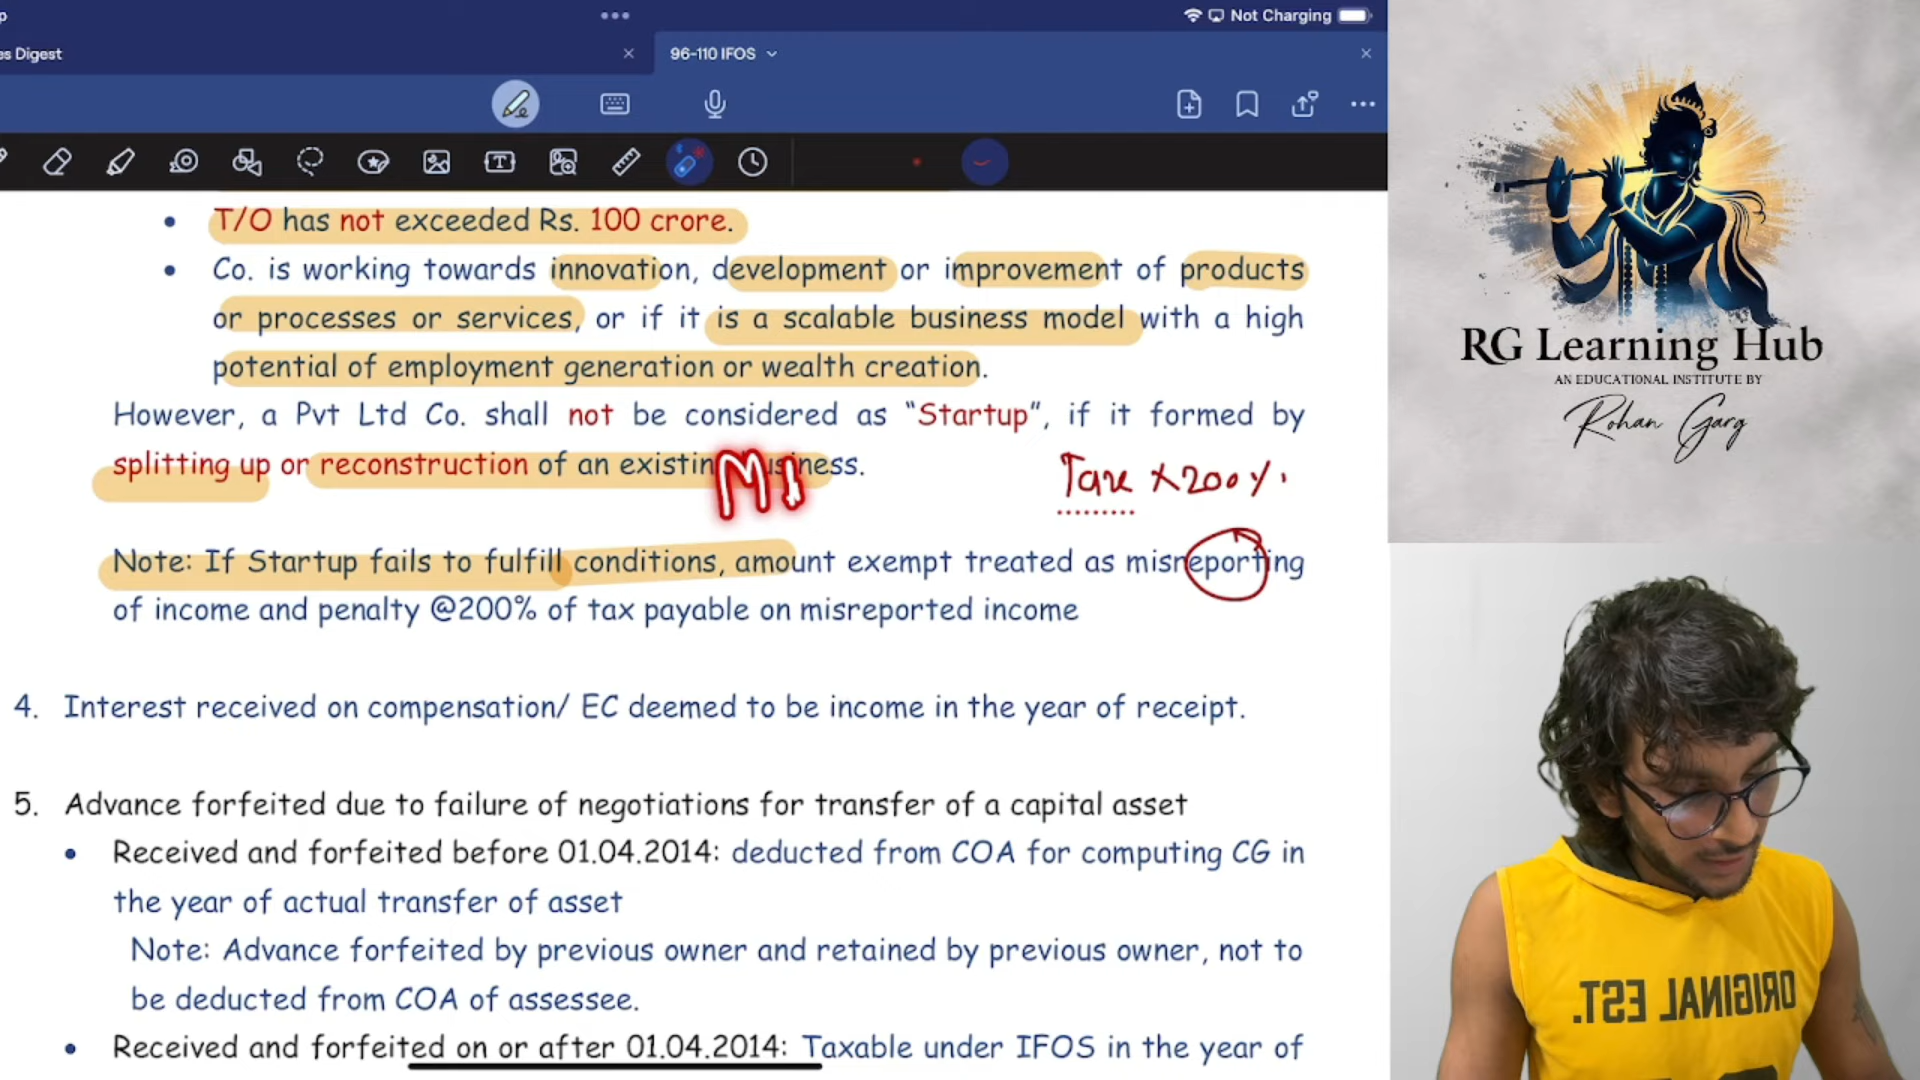 p
Not Charging
es Digest
96-110 IFOS
T/O has not exceeded Rs. 100 crore.
Co. is working towards innovation, development or improvement of products
or processes or services, or if it is a scalable business model with a high
potential of employment generation or wealth creation.
However, a Pvt Ltd Co. shall not be considered as “Startup”, if it formed by
splitting up or reconstruction of an existing business.
Tax x200%
Note: If Startup fails to fulfill conditions, amount exempt treated as misreporting
of income and penalty @200% of tax payable on misreported income
4. Interest received on compensation/ EC deemed to be income in the year of receipt.
5. Advance forfeited due to failure of negotiations for transfer of a capital asset
Received and forfeited before 01.04.2014: deducted from COA for computing CG in
the year of actual transfer of asset
Note: Advance forfeited by previous owner and retained by previous owner, not to
be deducted from COA of assessee.
Received and forfeited on or after 01.04.2014: Taxable under IFOS in the year of
RG Learning Hub
AN EDUCATIONAL INSTITUTE BY
Rohan Garg
ORIGINAL EST.